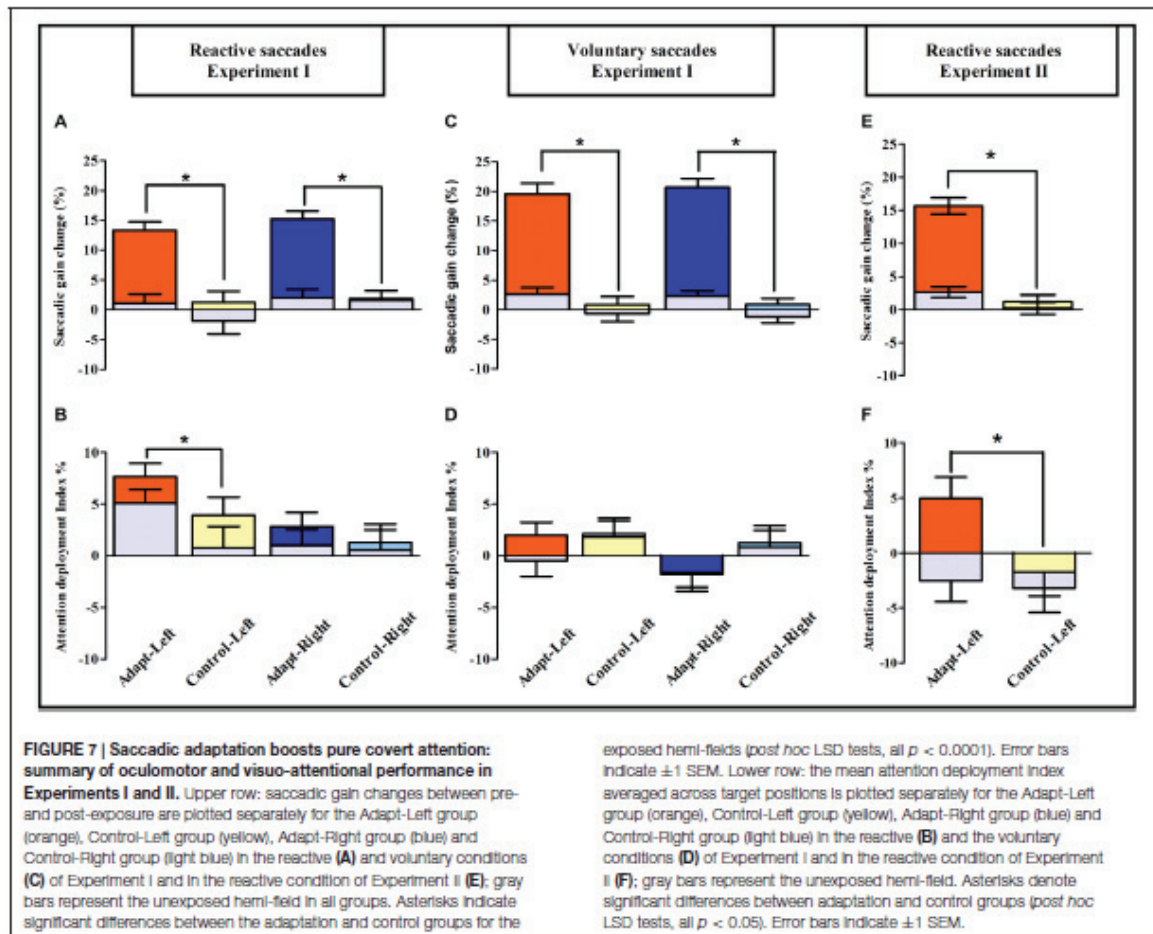 Reactive saccades
Experiment I
Voluntary saccades
Experiment I
Reactive saccades
Experiment II
A
Saccadic gain change (%)
25
20
15
10
5
0
-5
-10
*
*
C
Saccadic gain change (%)
25
20
15
10
5
0
-5
-10
*
*
E
Saccadic gain change (%)
25
20
15
10
5
0
-5
-10
*
B
Attention deployment Index %
10
5
0
-5
-10
*
Adapt-Left
Control-Left
Adapt-Right
Control-Right
D
Attention deployment Index %
10
5
0
-5
-10
Adapt-Left
Control-Left
Adapt-Right
Control-Right
F
Attention deployment Index %
10
5
0
-5
-10
*
Adapt-Left
Control-Left
FIGURE 7 | Saccadic adaptation boosts pure covert attention:
summary of oculomotor and visuo-attentional performance in
Experiments I and II. Upper row: saccadic gain changes between pre-
and post-exposure are plotted separately for the Adapt-Left group
(orange), Control-Left group (yellow), Adapt-Right group (blue) and
Control-Right group (light blue) in the reactive (A) and voluntary conditions
(C) of Experiment I and in the reactive condition of Experiment II (E); gray
bars represent the unexposed hemi-field in all groups. Asterisks indicate
significant differences between the adaptation and control groups for the
exposed hemi-fields (post hoc LSD tests, all p < 0.0001). Error bars
indicate ±1 SEM. Lower row: the mean attention deployment index
averaged across target positions is plotted separately for the Adapt-Left
group (orange), Control-Left group (yellow), Adapt-Right group (blue) and
Control-Right group (light blue) in the reactive (B) and the voluntary
conditions (D) of Experiment I and in the reactive condition of Experiment
II (F); gray bars represent the unexposed hemi-field. Asterisks denote
significant differences between adaptation and control groups (post hoc
LSD tests, all p < 0.05). Error bars indicate ±1 SEM.